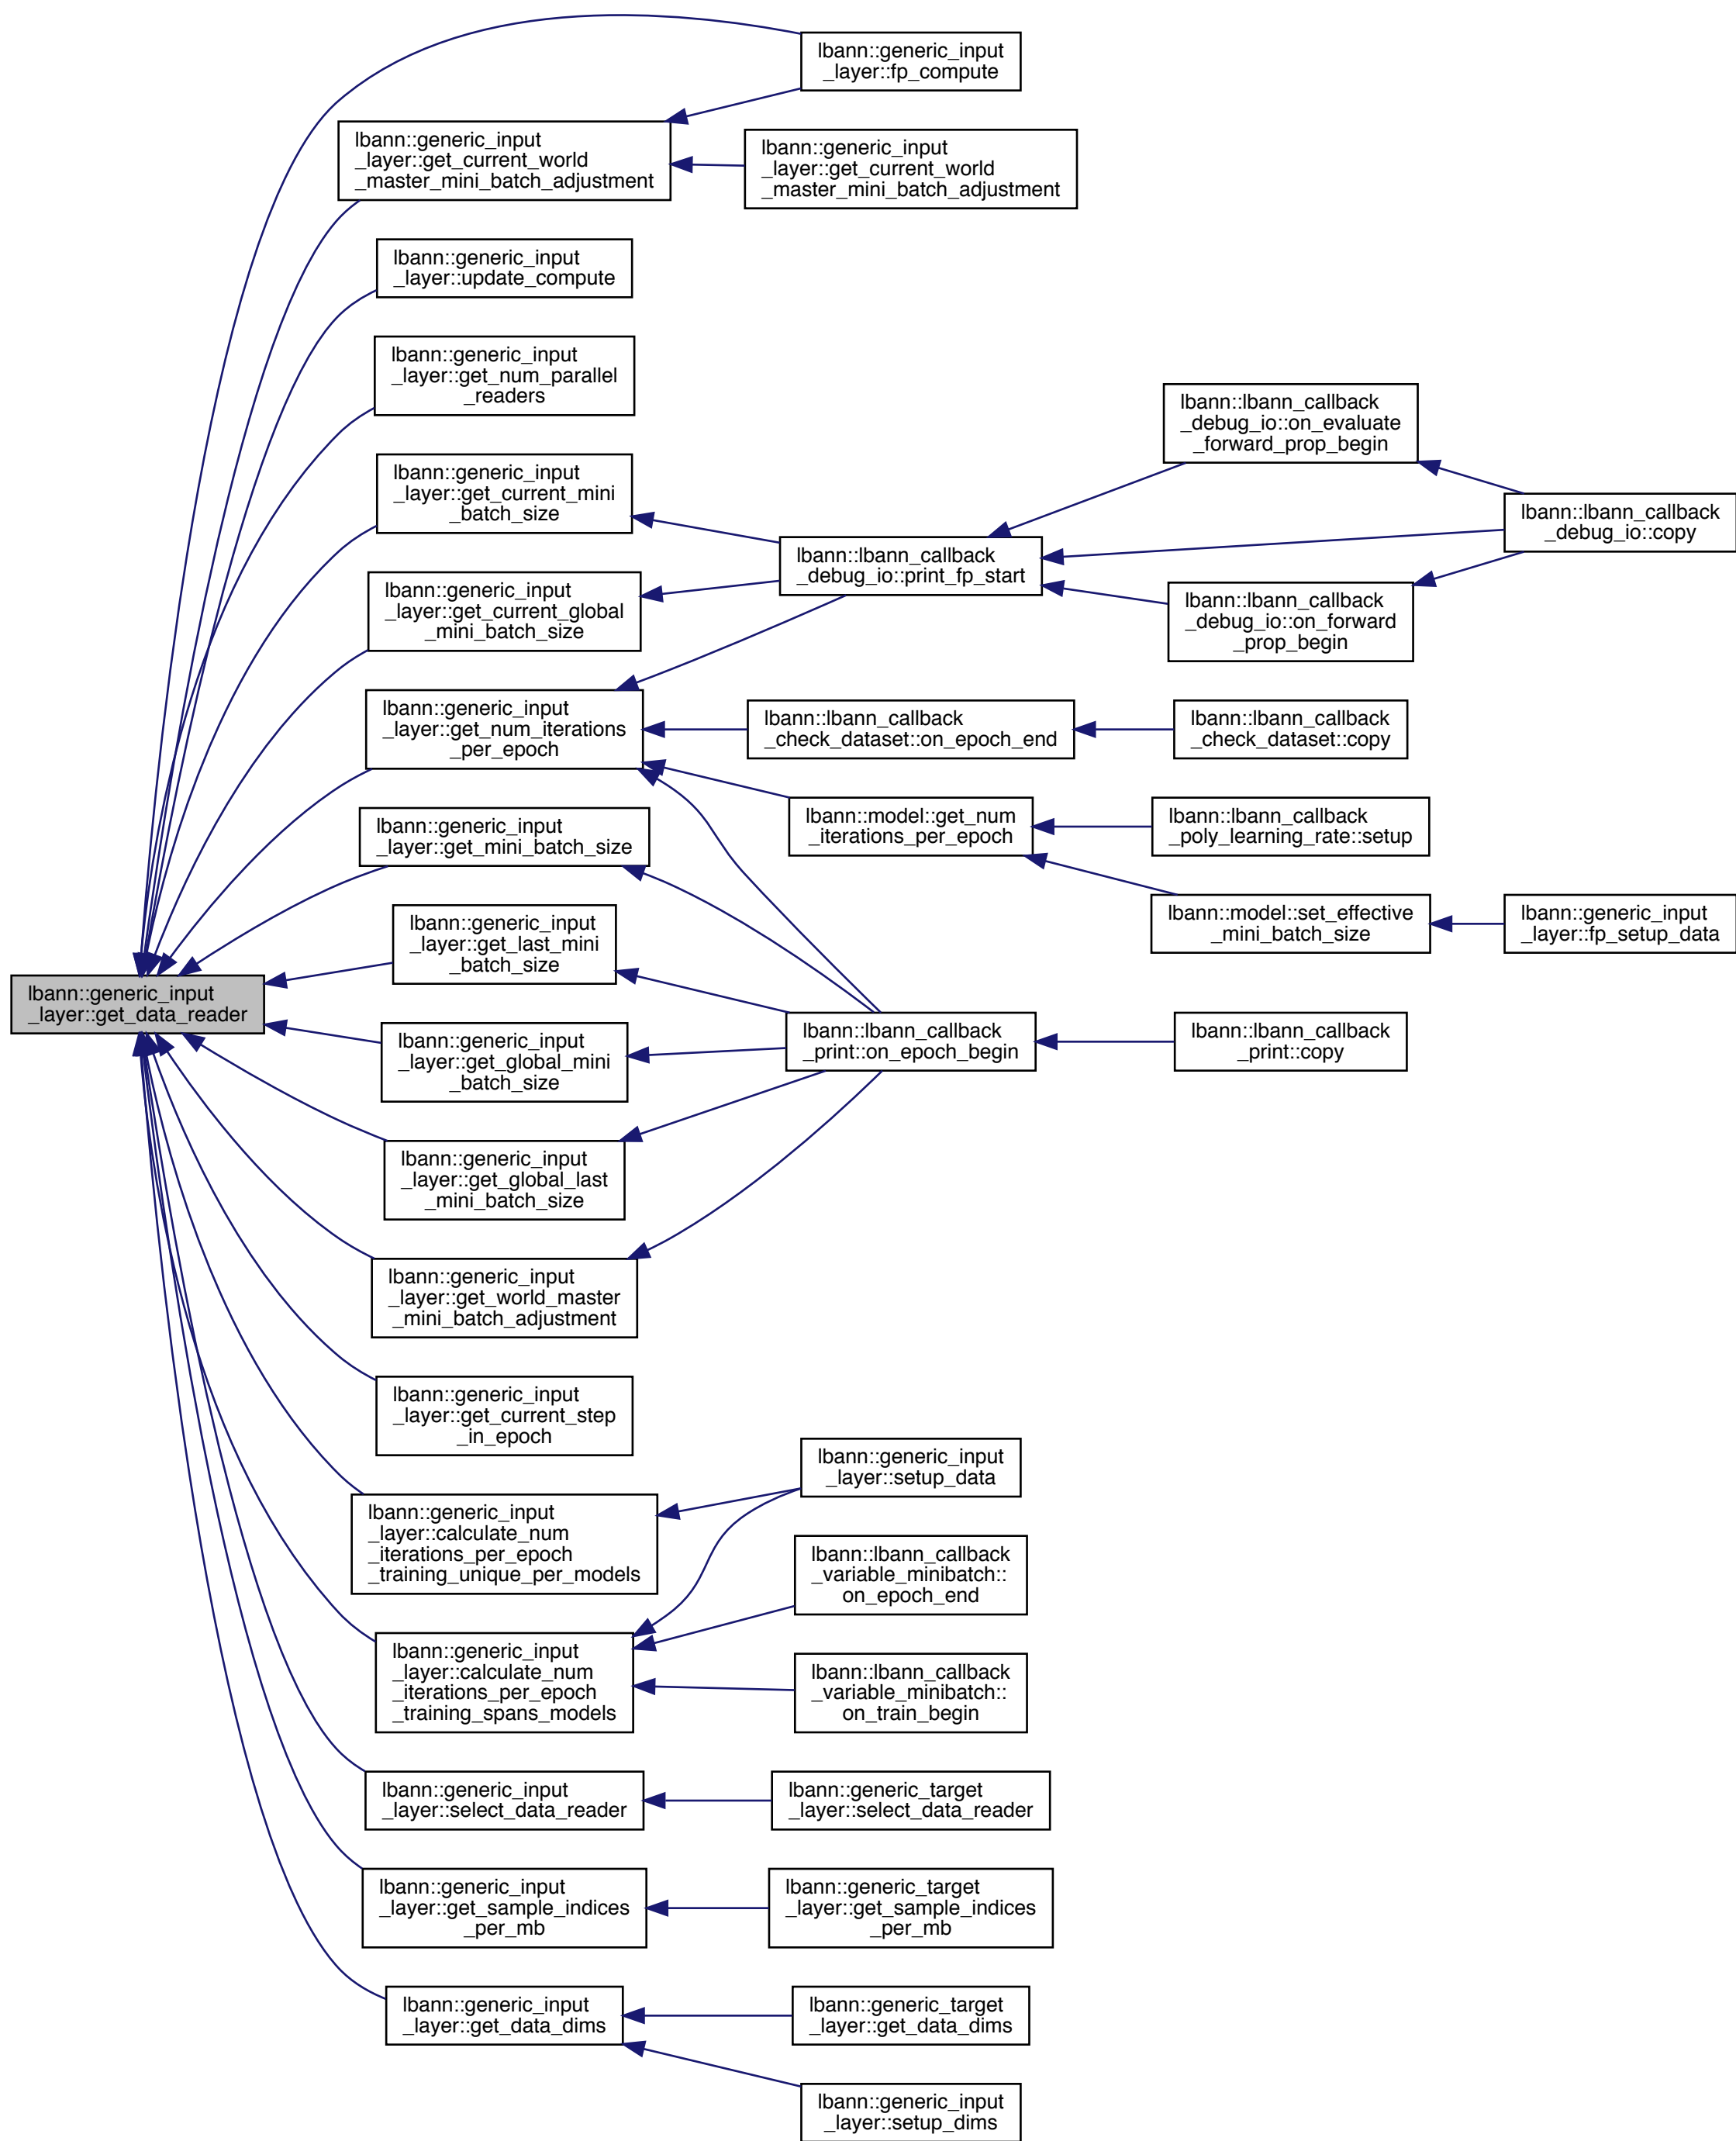 lbann::generic_input
_layer::fp_compute
lbann::generic_input
_layer::get_current_world
_master_mini_batch_adjustment
lbann::generic_input
_layer::get_current_world
_master_mini_batch_adjustment
lbann::generic_input
_layer::update_compute
lbann::generic_input
_layer::get_num_parallel
_readers
lbann::lbann_callback
_debug_io::on_evaluate
_forward_prop_begin
lbann::generic_input
_layer::get_current_mini
_batch_size
lbann::lbann_callback
_debug_io::copy
lbann::lbann_callback
_debug_io::print_fp_start
lbann::generic_input
_layer::get_current_global
_mini_batch_size
lbann::lbann_callback
_debug_io::on_forward
_prop_begin
lbann::generic_input
_layer::get_num_iterations
_per_epoch
lbann::lbann_callback
_check_dataset::on_epoch_end
lbann::lbann_callback
_check_dataset::copy
lbann::generic_input
_layer::get_mini_batch_size
lbann::model::get_num
_iterations_per_epoch
lbann::lbann_callback
_poly_learning_rate::setup
lbann::generic_input
_layer::get_last_mini
_batch_size
lbann::model::set_effective
_mini_batch_size
lbann::generic_input
_layer::fp_setup_data
lbann::generic_input
_layer::get_data_reader
lbann::generic_input
_layer::get_global_mini
_batch_size
lbann::lbann_callback
_print::on_epoch_begin
lbann::lbann_callback
_print::copy
lbann::generic_input
_layer::get_global_last
_mini_batch_size
lbann::generic_input
_layer::get_world_master
_mini_batch_adjustment
lbann::generic_input
_layer::get_current_step
_in_epoch
lbann::generic_input
_layer::setup_data
lbann::generic_input
_layer::calculate_num
_iterations_per_epoch
_training_unique_per_models
lbann::lbann_callback
_variable_minibatch::
on_epoch_end
lbann::generic_input
_layer::calculate_num
_iterations_per_epoch
_training_spans_models
lbann::lbann_callback
_variable_minibatch::
on_train_begin
lbann::generic_input
_layer::select_data_reader
lbann::generic_target
_layer::select_data_reader
lbann::generic_input
_layer::get_sample_indices
_per_mb
lbann::generic_target
_layer::get_sample_indices
_per_mb
lbann::generic_input
_layer::get_data_dims
lbann::generic_target
_layer::get_data_dims
lbann::generic_input
_layer::setup_dims